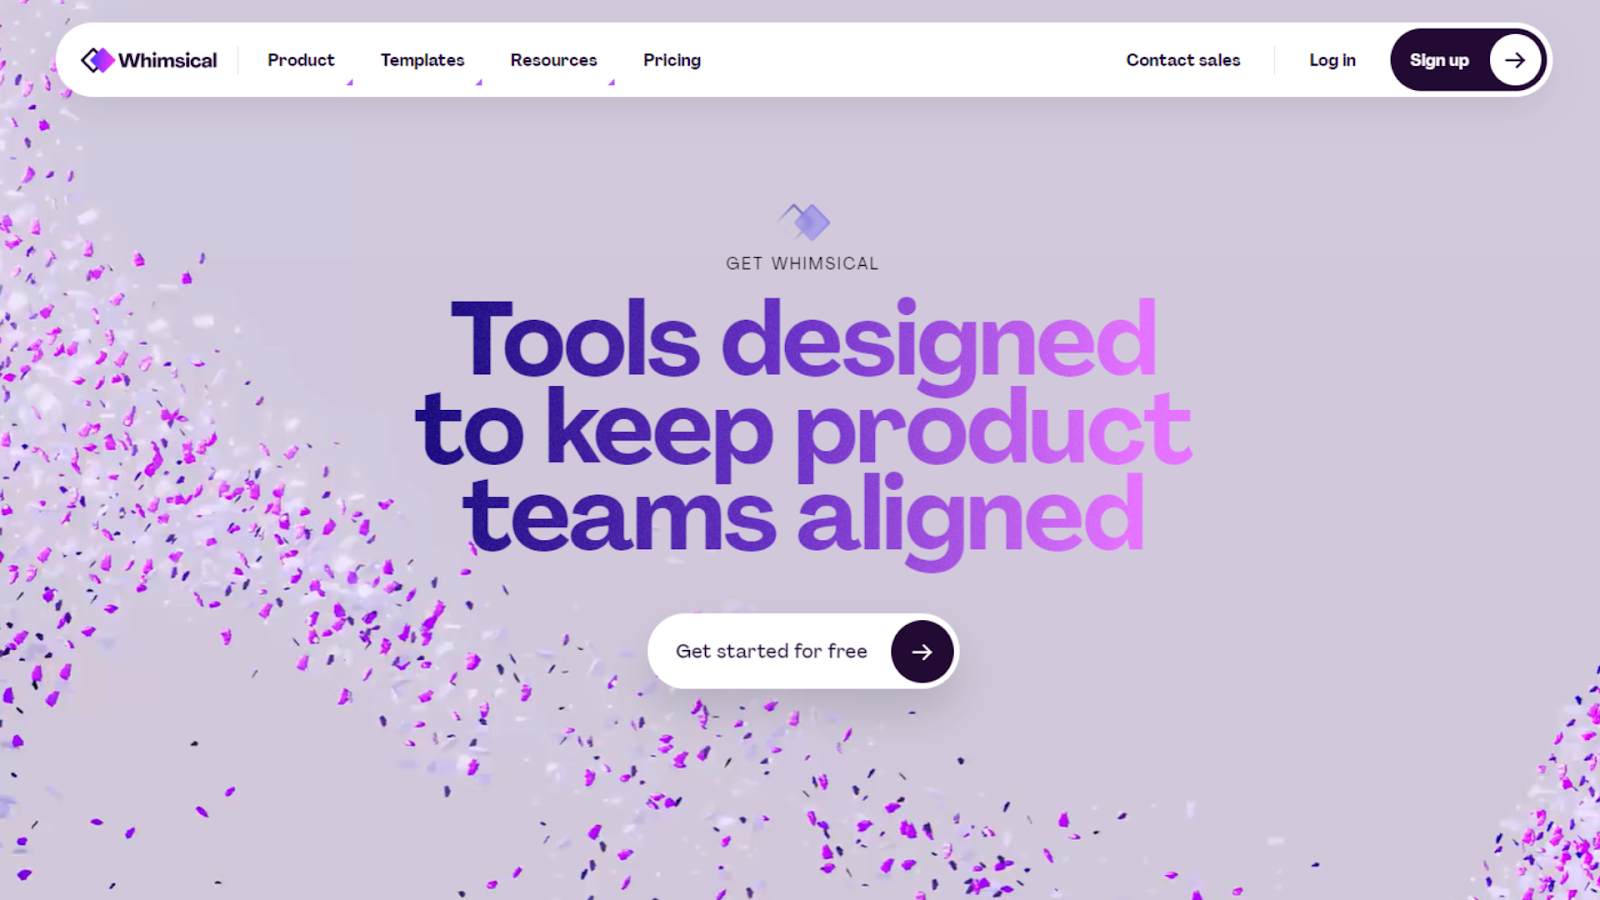 Whimsical
Product
Templates
Resources
Pricing
Contact sales
Log in
Sign up
GET WHIMSICAL
Tools designed
to keep product
teams aligned
Get started for free